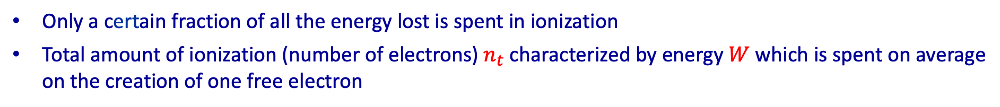 • Only a certain fraction of all the energy lost is spent in ionization
• Total amount of ionization (number of electrons) n_t characterized by energy W which is spent on average
on the creation of one free electron